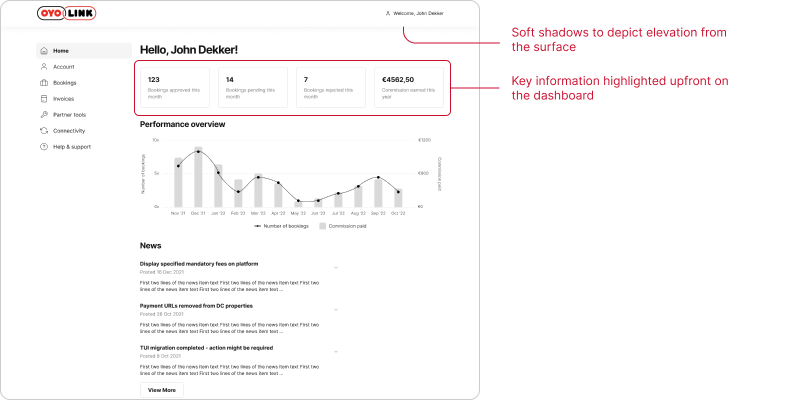 OYO LINK
Welcome, John Dekker
Home
Account
Bookings
Invoices
Partner tools
Connectivity
Help & support
Hello, John Dekker!
123
Bookings approved this
month
14
Bookings pending this
month
7
Bookings rejected this
month
€4562,50
Commission earned this
year
Performance overview
10x
5x
0x
Number of bookings
€1200
€600
€0
Commission paid
Nov '21
Dec '21
Jan '22
Feb '22
Mar '22
Apr '22
May '22
Jun '22
Jul '22
Aug '22
Sep '22
Oct '22
Number of bookings
Commission paid
News
Display specified mandatory fees on platform
Posted 16 Dec 2021
First two lines of the news item text First two lines of the news item text First two
lines of the news item text First two lines of news item text ...
Payment URLs removed from DC properties
Posted 26 Oct 2021
First two lines of the news item text First two lines of the news item text First two
lines of the news item text First two lines of news item text ...
TUI migration completed - action might be required
Posted 8 Oct 2021
First two lines of the news item text First two lines of the news item text First two
lines of the news item text First two lines of news item text ...
View More
Soft shadows to depict elevation from
the surface
Key information highlighted upfront on
the dashboard